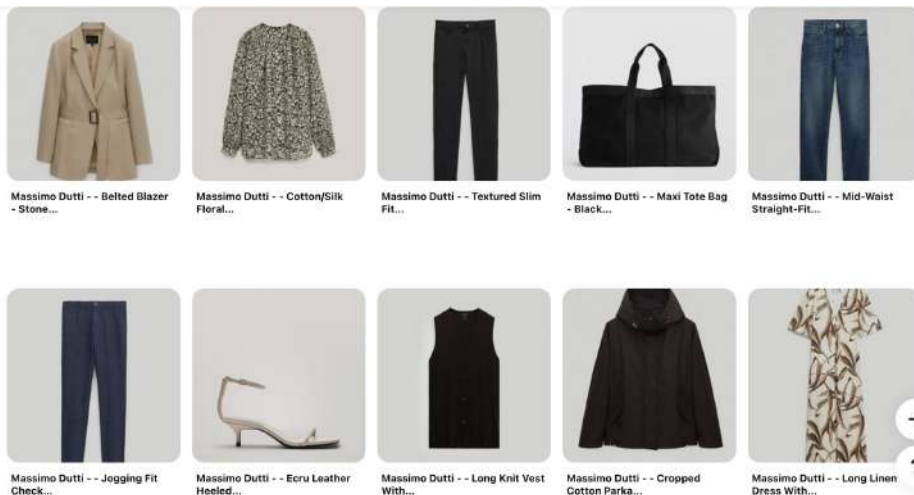 Massimo Dutti - - Belted Blazer
- Stone...
Massimo Dutti - - Cotton/Silk
Floral...
Massimo Dutti - - Textured Slim
Fit...
Massimo Dutti - - Maxi Tote Bag
- Black...
Massimo Dutti - - Mid-Waist
Straight-Fit...
Massimo Dutti - - Jogging Fit
Check...
Massimo Dutti - - Ecru Leather
Heeled...
Massimo Dutti - - Long Knit Vest
With...
Massimo Dutti - - Cropped
Cotton Parka...
Massimo Dutti - - Long Linen
Dress With...